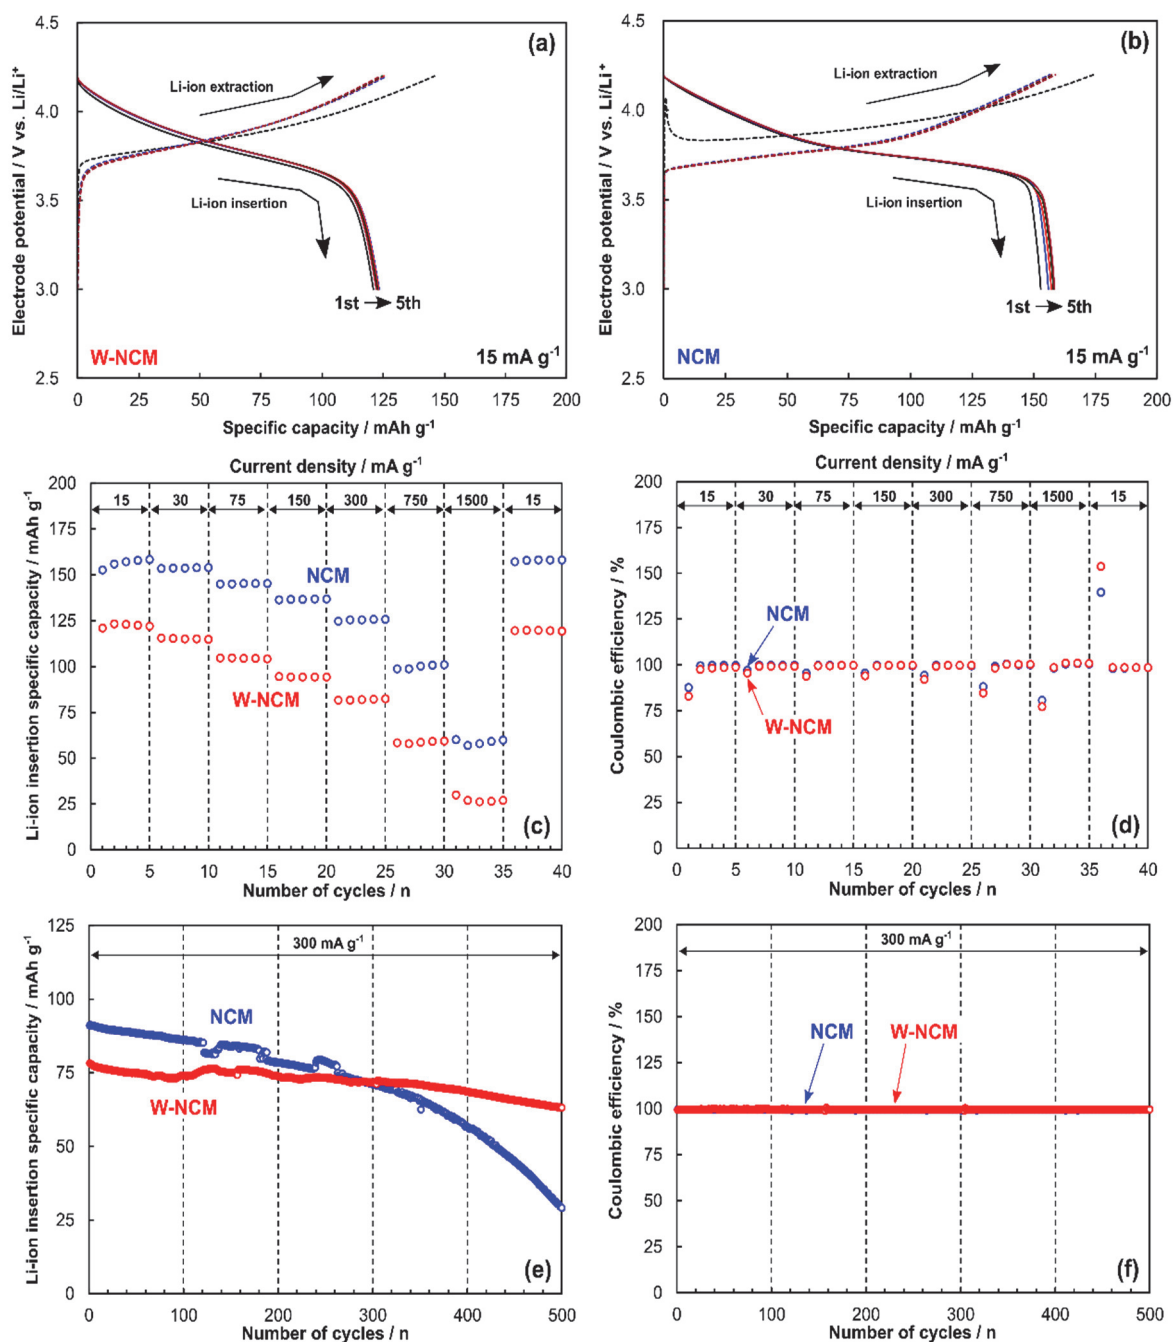 (a)
Electrode potential / V vs. Li/Li⁺
4.5
4.0
3.5
3.0
2.5
Li-ion extraction
Li-ion insertion
1st → 5th
W-NCM
15 mA g⁻¹
0 25 50 75 100 125 150 175 200
Specific capacity / mAh g⁻¹
(b)
Electrode potential / V vs. Li/Li⁺
4.5
4.0
3.5
3.0
2.5
Li-ion extraction
Li-ion insertion
1st → 5th
NCM
15 mA g⁻¹
0 25 50 75 100 125 150 175 200
Specific capacity / mAh g⁻¹
Current density / mA g⁻¹
Li-ion insertion specific capacity / mAh g⁻¹
200
175
150
125
100
75
50
25
0
15 30 75 150 300 750 1500 15
NCM
W-NCM
(c)
0 5 10 15 20 25 30 35 40
Number of cycles / n
Current density / mA g⁻¹
Coulombic efficiency / %
200
175
150
125
100
75
50
25
0
15 30 75 150 300 750 1500 15
NCM
W-NCM
(d)
0 5 10 15 20 25 30 35 40
Number of cycles / n
Li-ion insertion specific capacity / mAh g⁻¹
125
100
75
50
25
0
300 mA g⁻¹
NCM
W-NCM
(e)
0 100 200 300 400 500
Number of cycles / n
Coulombic efficiency / %
200
175
150
125
100
75
50
25
0
300 mA g⁻¹
NCM
W-NCM
(f)
0 100 200 300 400 500
Number of cycles / n